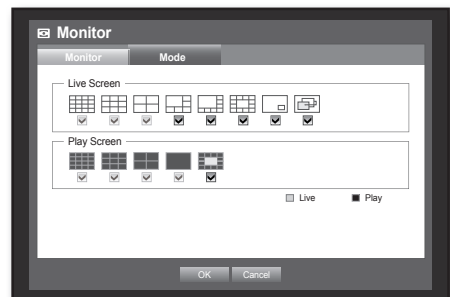 Monitor
Monitor Mode
Live Screen
Play Screen
Live Play
OK Cancel